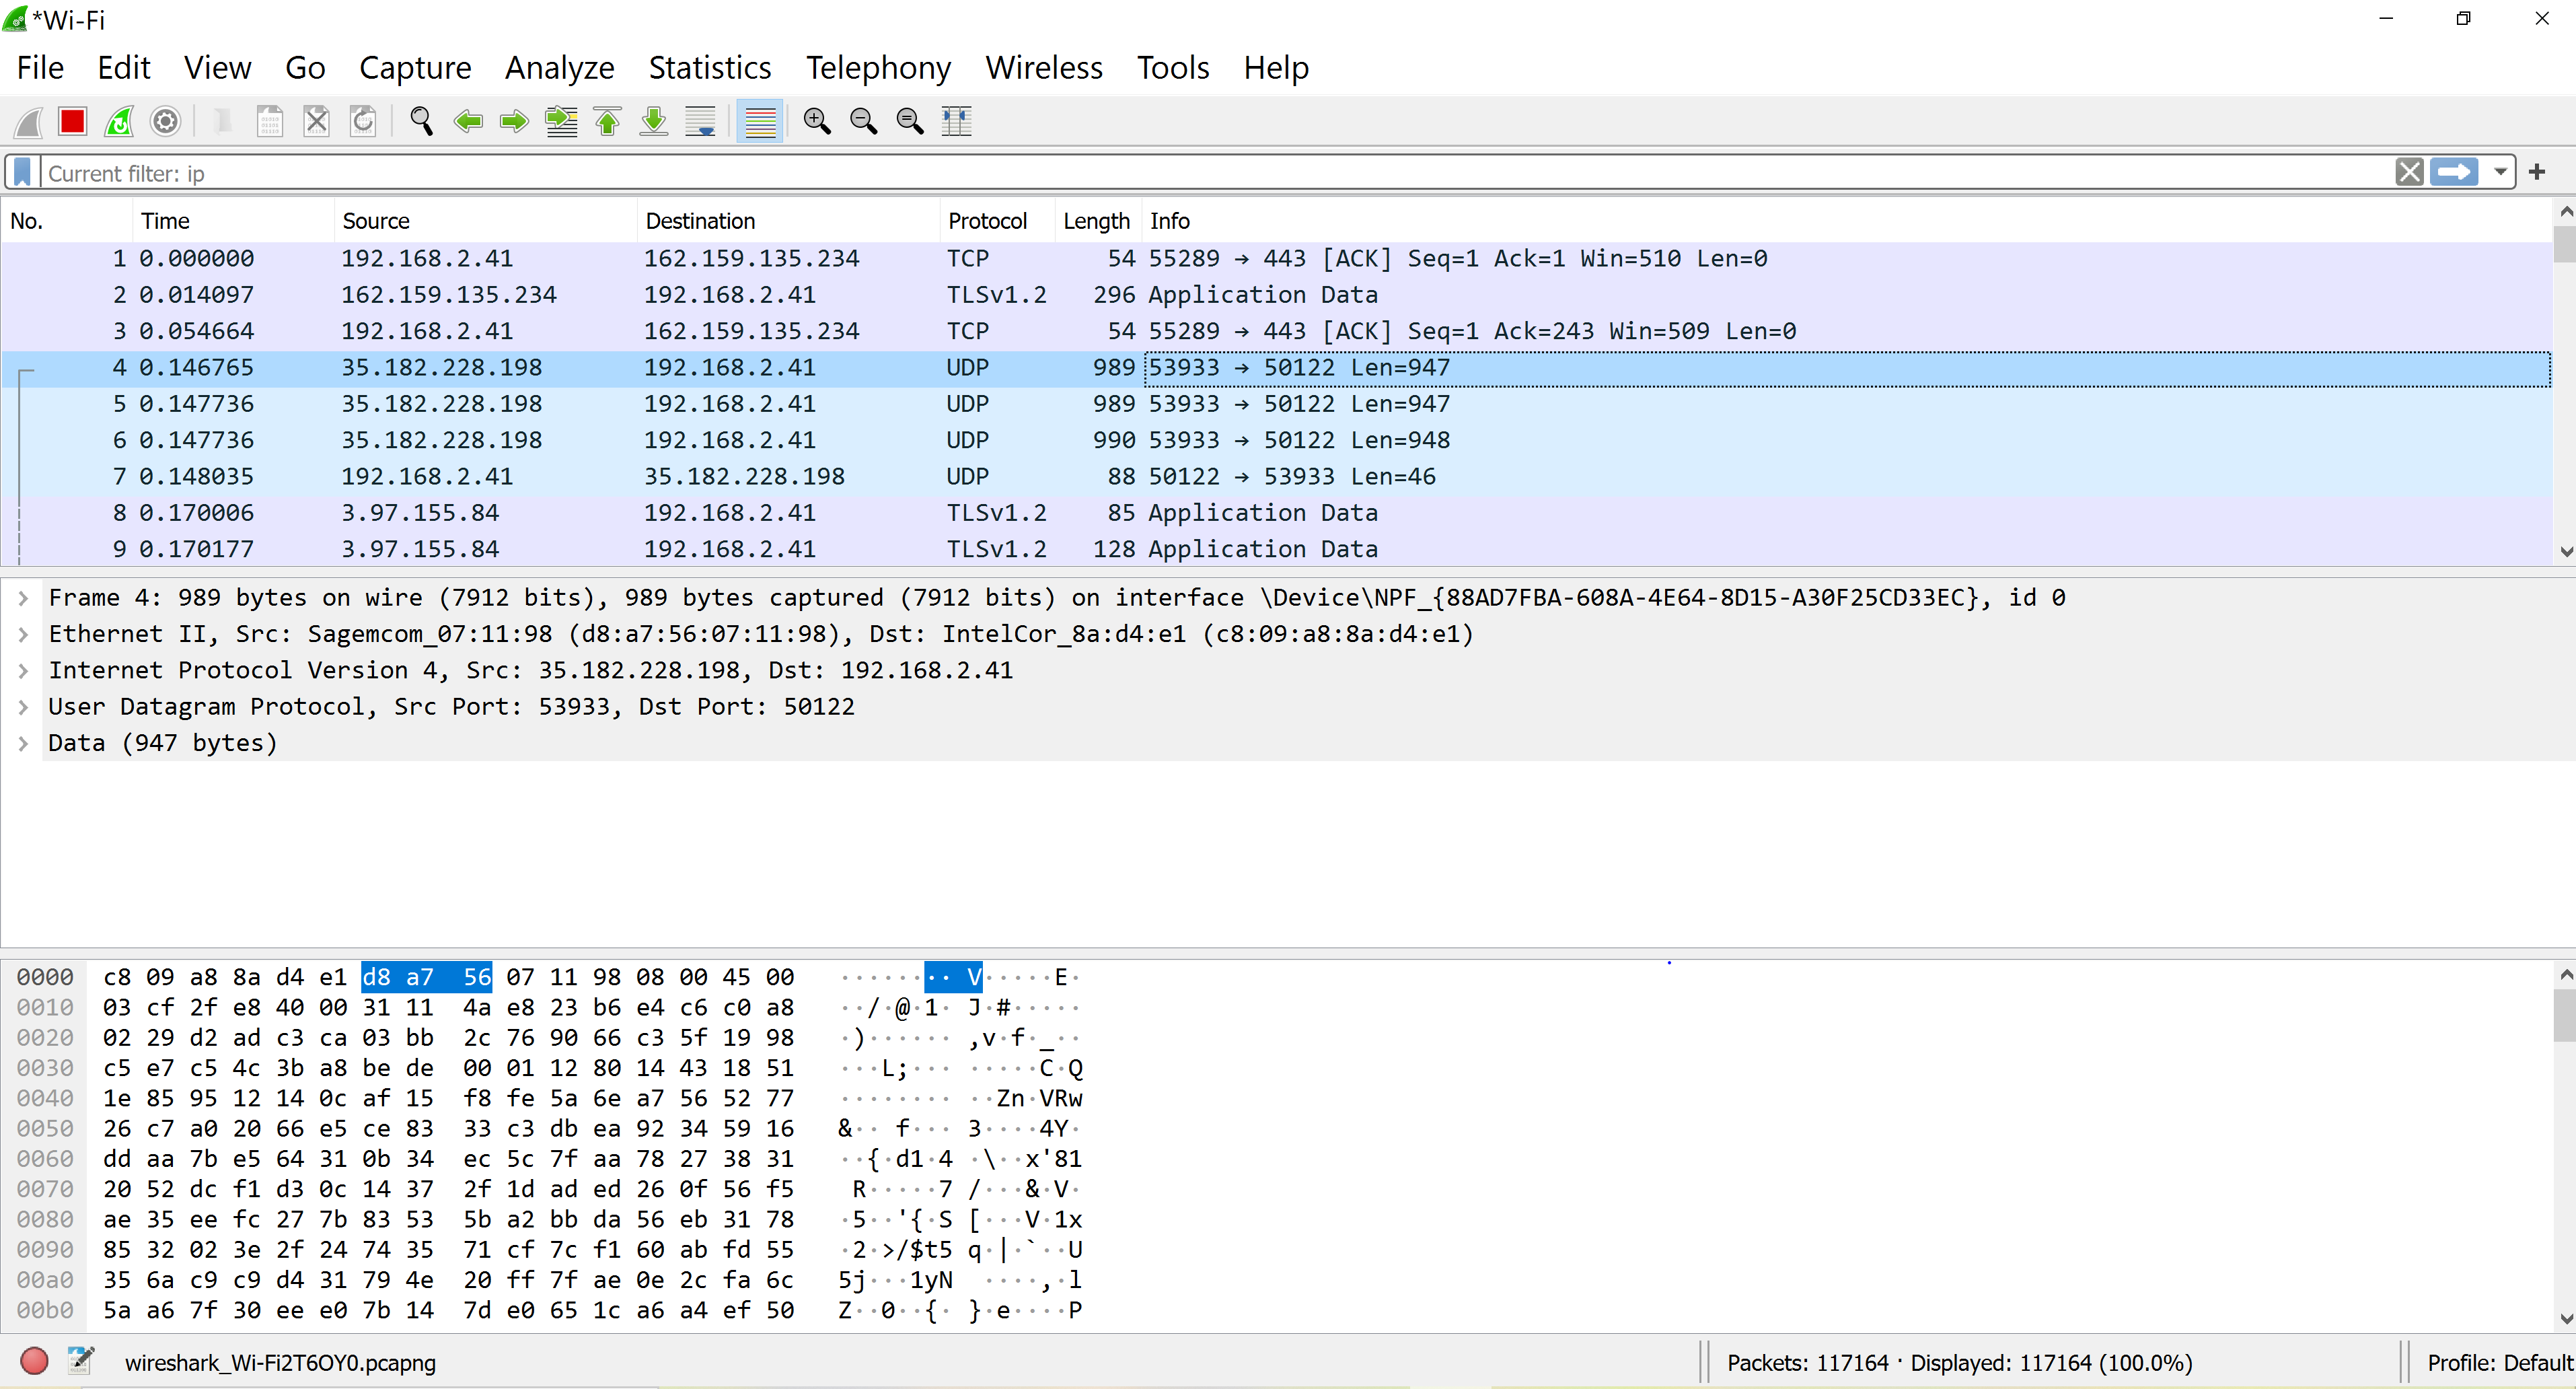 *Wi-Fi
File Edit View Go Capture Analyze Statistics Telephony Wireless Tools Help
Current filter: ip
No. Time Source Destination Protocol Length Info
1 0.000000 192.168.2.41 162.159.135.234 TCP 54 55289 → 443 [ACK] Seq=1 Ack=1 Win=510 Len=0
2 0.014097 162.159.135.234 192.168.2.41 TLSv1.2 296 Application Data
3 0.054664 192.168.2.41 162.159.135.234 TCP 54 55289 → 443 [ACK] Seq=1 Ack=243 Win=509 Len=0
4 0.146765 35.182.228.198 192.168.2.41 UDP 989 53933 → 50122 Len=947
5 0.147736 35.182.228.198 192.168.2.41 UDP 989 53933 → 50122 Len=947
6 0.147736 35.182.228.198 192.168.2.41 UDP 990 53933 → 50122 Len=948
7 0.148035 192.168.2.41 35.182.228.198 UDP 88 50122 → 53933 Len=46
8 0.170006 3.97.155.84 192.168.2.41 TLSv1.2 85 Application Data
9 0.170177 3.97.155.84 192.168.2.41 TLSv1.2 128 Application Data
Frame 4: 989 bytes on wire (7912 bits), 989 bytes captured (7912 bits) on interface \Device\NPF_{88AD7FBA-608A-4E64-8D15-A30F25CD33EC}, id 0
Ethernet II, Src: Sagemcom_07:11:98 (d8:a7:56:07:11:98), Dst: IntelCor_8a:d4:e1 (c8:09:a8:8a:d4:e1)
Internet Protocol Version 4, Src: 35.182.228.198, Dst: 192.168.2.41
User Datagram Protocol, Src Port: 53933, Dst Port: 50122
Data (947 bytes)
0000 c8 09 a8 8a d4 e1 d8 a7 56 07 11 98 08 00 45 00 ········ V·····E·
0010 03 cf 2f e8 40 00 31 11 4a e8 23 b6 e4 c6 c0 a8 ··/·@·1· J·#·····
0020 02 29 d2 ad c3 ca 03 bb 2c 76 90 66 c3 5f 19 98 ·)······ ,v·f·_··
0030 c5 e7 c5 4c 3b a8 be de 00 01 12 80 14 43 18 51 ···L;··· ·····C·Q
0040 1e 85 95 12 14 0c af 15 f8 fe 5a 6e a7 56 52 77 ········ ··Zn·VRw
0050 26 c7 a0 20 66 e5 ce 83 33 c3 db ea 92 34 59 16 &·· f··· 3····4Y·
0060 dd aa 7b e5 64 31 0b 34 ec 5c 7f aa 78 27 38 31 ··{·d1·4 ·\··x'81
0070 20 52 dc f1 d3 0c 14 37 2f 1d ad ed 26 0f 56 f5 R·····7 /···&·V·
0080 ae 35 ee fc 27 7b 83 53 5b a2 bb da 56 eb 31 78 ·5··'{·S [···V·1x
0090 85 32 02 3e 2f 24 74 35 71 cf 7c f1 60 ab fd 55 ·2·>/$t5 q·|·`··U
00a0 35 6a c9 c9 d4 31 79 4e 20 ff 7f ae 0e 2c fa 6c 5j···1yN ····,·l
00b0 5a a6 7f 30 ee e0 7b 14 7d e0 65 1c a6 a4 ef 50 Z··0··{· }·e····P
wireshark_Wi-Fi2T6OY0.pcapng Packets: 117164 · Displayed: 117164 (100.0%) Profile: Default